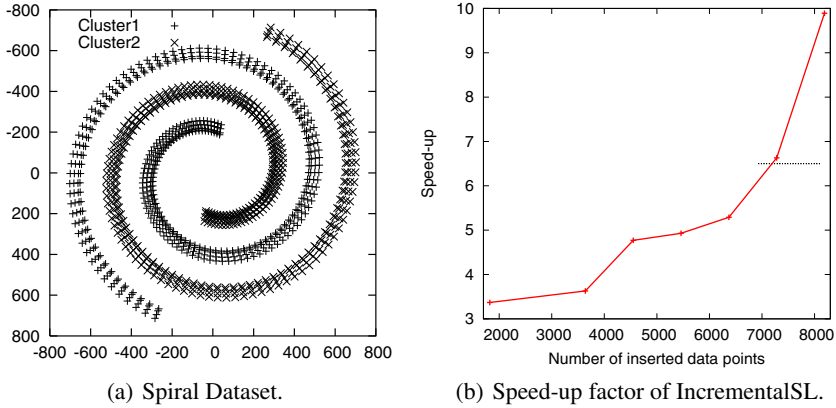 -800
-600
-400
-200
0
200
400
600
800
-800 -600 -400 -200 0 200 400 600 800
Cluster1
Cluster2
(a) Spiral Dataset.
10
9
8
7
6
5
4
3
Speed-up
2000 3000 4000 5000 6000 7000 8000
Number of inserted data points
(b) Speed-up factor of IncrementalSL.